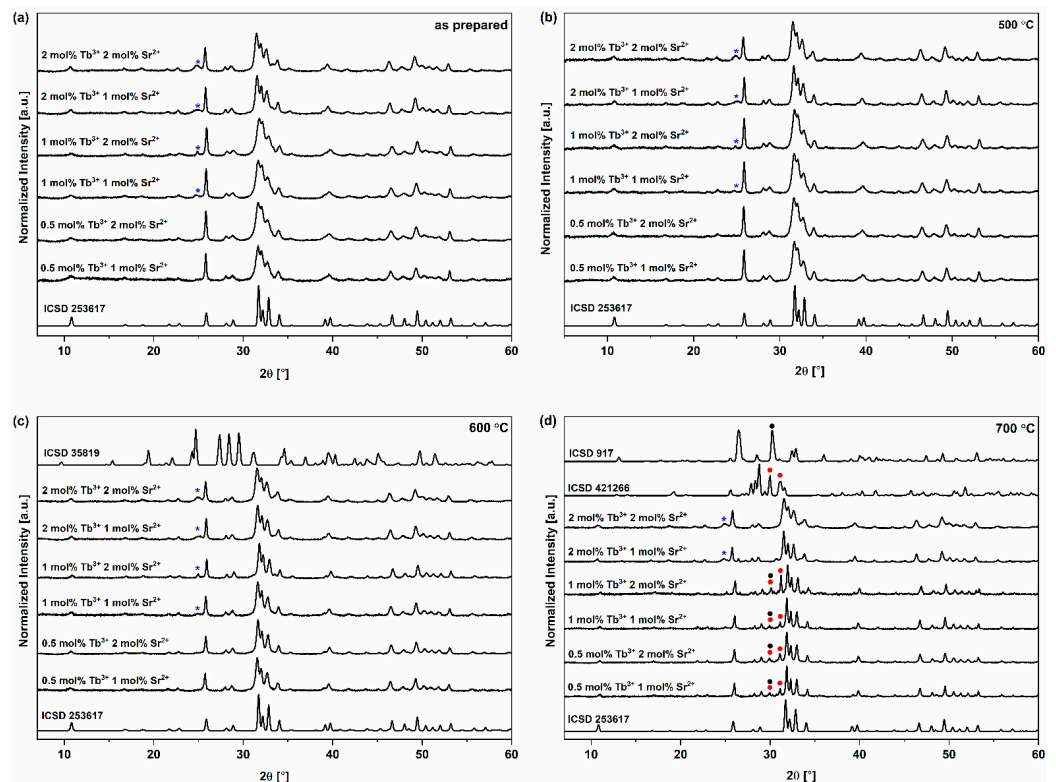 (a)
as prepared
2 mol% Tb³⁺ 2 mol% Sr²⁺
*
2 mol% Tb³⁺ 1 mol% Sr²⁺
*
1 mol% Tb³⁺ 2 mol% Sr²⁺
*
1 mol% Tb³⁺ 1 mol% Sr²⁺
*
0.5 mol% Tb³⁺ 2 mol% Sr²⁺
0.5 mol% Tb³⁺ 1 mol% Sr²⁺
ICSD 253617
Normalized Intensity [a.u.]
10 20 30 40 50 60
2θ [°]
(b)
500 °C
2 mol% Tb³⁺ 2 mol% Sr²⁺
*
2 mol% Tb³⁺ 1 mol% Sr²⁺
*
1 mol% Tb³⁺ 2 mol% Sr²⁺
*
1 mol% Tb³⁺ 1 mol% Sr²⁺
*
0.5 mol% Tb³⁺ 2 mol% Sr²⁺
0.5 mol% Tb³⁺ 1 mol% Sr²⁺
ICSD 253617
Normalized Intensity [a.u.]
10 20 30 40 50 60
2θ [°]
(c)
600 °C
ICSD 35819
2 mol% Tb³⁺ 2 mol% Sr²⁺
*
2 mol% Tb³⁺ 1 mol% Sr²⁺
*
1 mol% Tb³⁺ 2 mol% Sr²⁺
*
1 mol% Tb³⁺ 1 mol% Sr²⁺
*
0.5 mol% Tb³⁺ 2 mol% Sr²⁺
0.5 mol% Tb³⁺ 1 mol% Sr²⁺
ICSD 253617
Normalized Intensity [a.u.]
10 20 30 40 50 60
2θ [°]
(d)
700 °C
ICSD 917
ICSD 421266
2 mol% Tb³⁺ 2 mol% Sr²⁺
*
2 mol% Tb³⁺ 1 mol% Sr²⁺
*
1 mol% Tb³⁺ 2 mol% Sr²⁺
1 mol% Tb³⁺ 1 mol% Sr²⁺
0.5 mol% Tb³⁺ 2 mol% Sr²⁺
0.5 mol% Tb³⁺ 1 mol% Sr²⁺
ICSD 253617
Normalized Intensity [a.u.]
10 20 30 40 50 60
2θ [°]